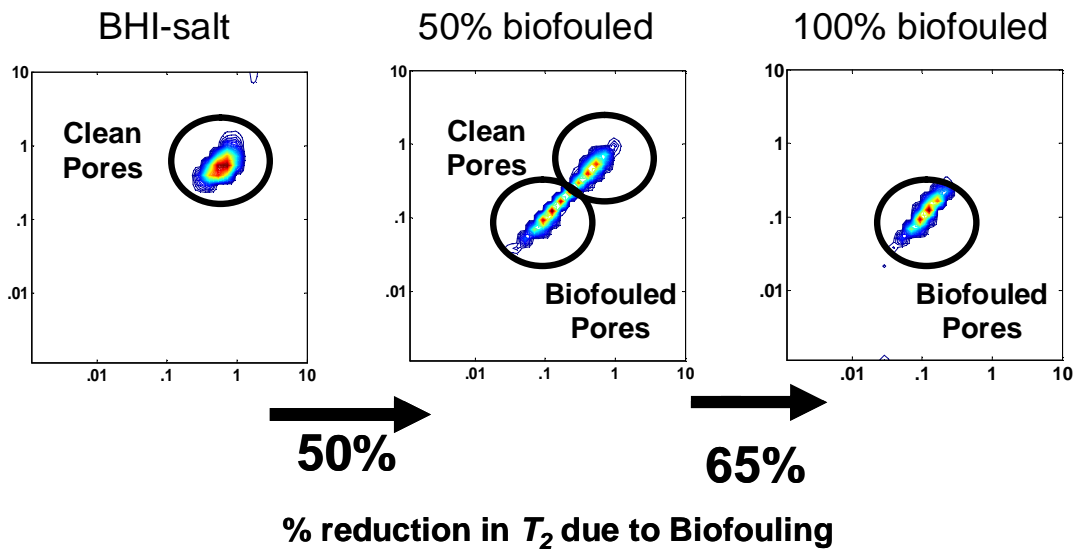 BHI-salt
50% biofouled
100% biofouled
10
1
.1
.01
.01
.1
1
10
Clean
Pores
10
1
.1
.01
.01
.1
1
10
Clean
Pores
Biofouled
Pores
10
1
.1
.01
.01
.1
1
10
Biofouled
Pores
50%
65%
% reduction in T2 due to Biofouling